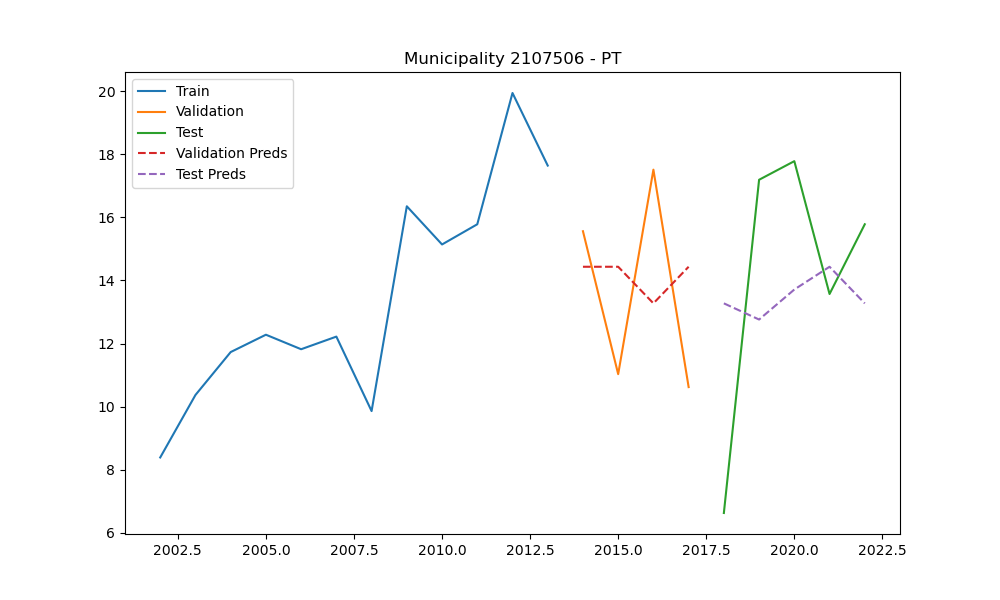 Municipality 2107506 - PT
Train
Validation
Test
Validation Preds
Test Preds
20
18
16
14
12
10
8
6
2002.5 2005.0 2007.5 2010.0 2012.5 2015.0 2017.5 2020.0 2022.5